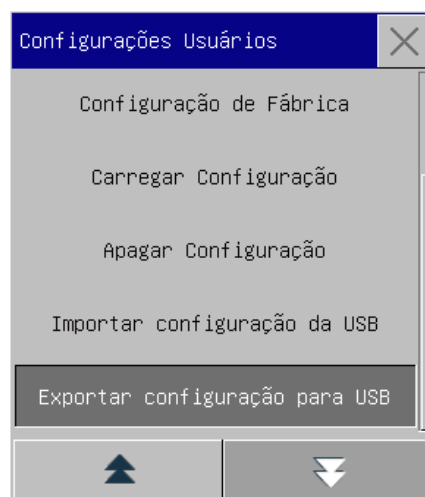 Configurações Usuários
Configuração de Fábrica
Carregar Configuração
Apagar Configuração
Importar configuração da USB
Exportar configuração para USB